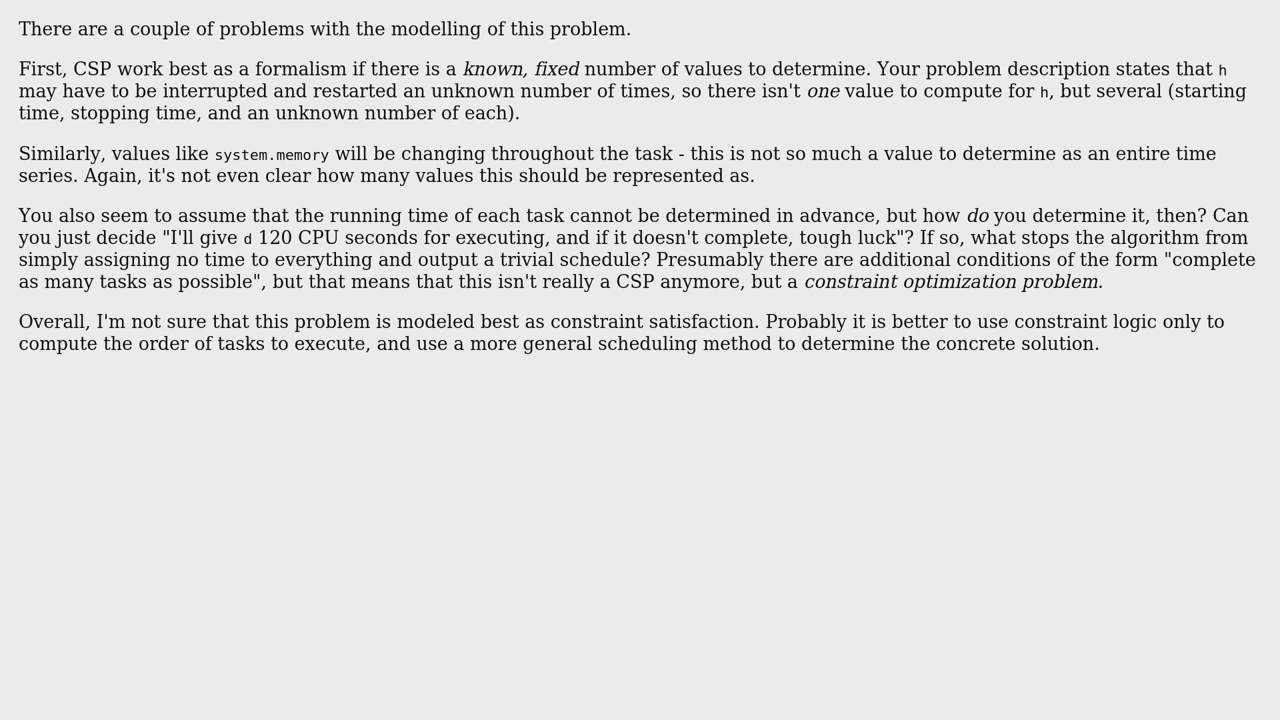 There are a couple of problems with the modelling of this problem.
First, CSP work best as a formalism if there is a known, fixed number of values to determine. Your problem description states that h
may have to be interrupted and restarted an unknown number of times, so there isn't one value to compute for h, but several (starting
time, stopping time, and an unknown number of each).
Similarly, values like system.memory will be changing throughout the task - this is not so much a value to determine as an entire time
series. Again, it's not even clear how many values this should be represented as.
You also seem to assume that the running time of each task cannot be determined in advance, but how do you determine it, then? Can
you just decide "I'll give d 120 CPU seconds for executing, and if it doesn't complete, tough luck"? If so, what stops the algorithm from
simply assigning no time to everything and output a trivial schedule? Presumably there are additional conditions of the form "complete
as many tasks as possible", but that means that this isn't really a CSP anymore, but a constraint optimization problem.
Overall, I'm not sure that this problem is modeled best as constraint satisfaction. Probably it is better to use constraint logic only to
compute the order of tasks to execute, and use a more general scheduling method to determine the concrete solution.